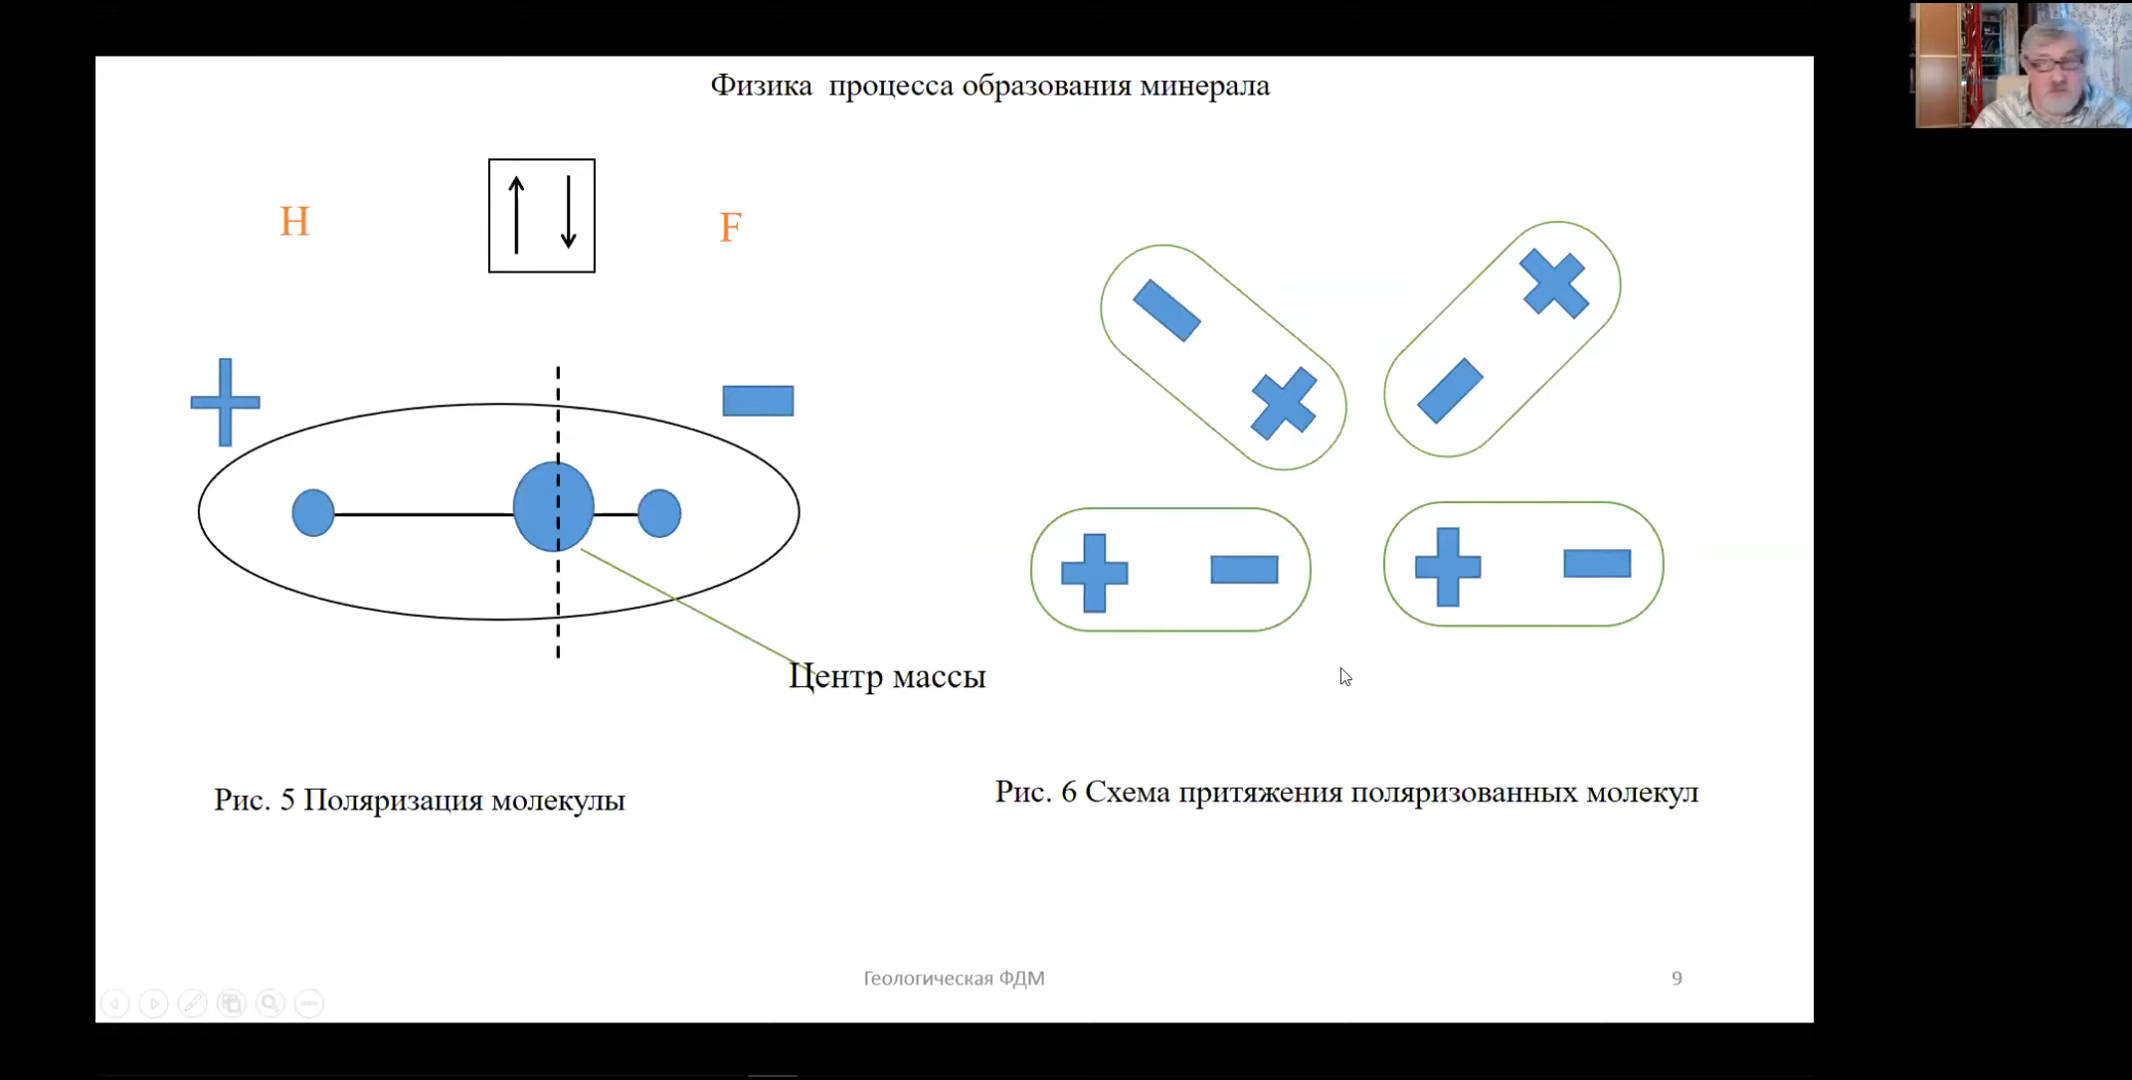 Физика процесса образования минерала
H
F
Центр массы
Рис. 5 Поляризация молекулы
Рис. 6 Схема притяжения поляризованных молекул
Геологическая ФДМ
9